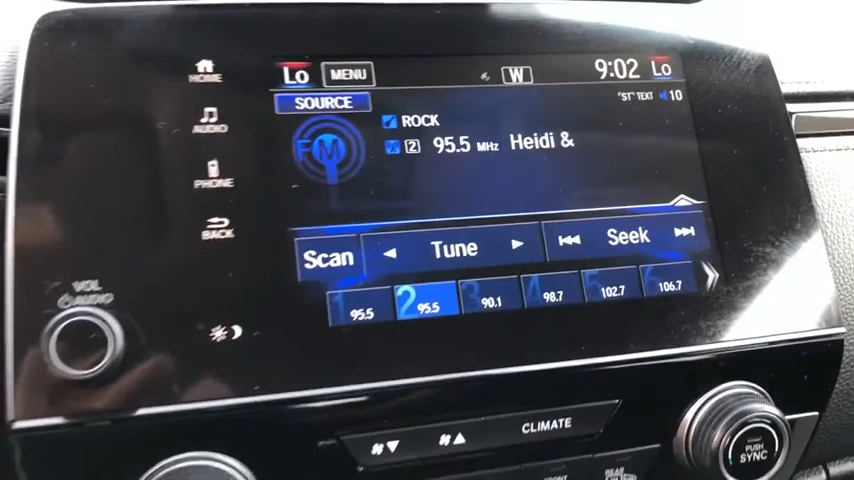 HOME
Lo MENU W 9:02 Lo
SOURCE "ST" TEXT 10
AUDIO FM ROCK
2 95.5 MHz Heidi &
PHONE
BACK
Scan Tune Seek
1 95.5 2 95.5 3 90.1 4 98.7 5 102.7 6 106.7
VOL
AUDIO
CLIMATE
PUSH
SYNC
REAR